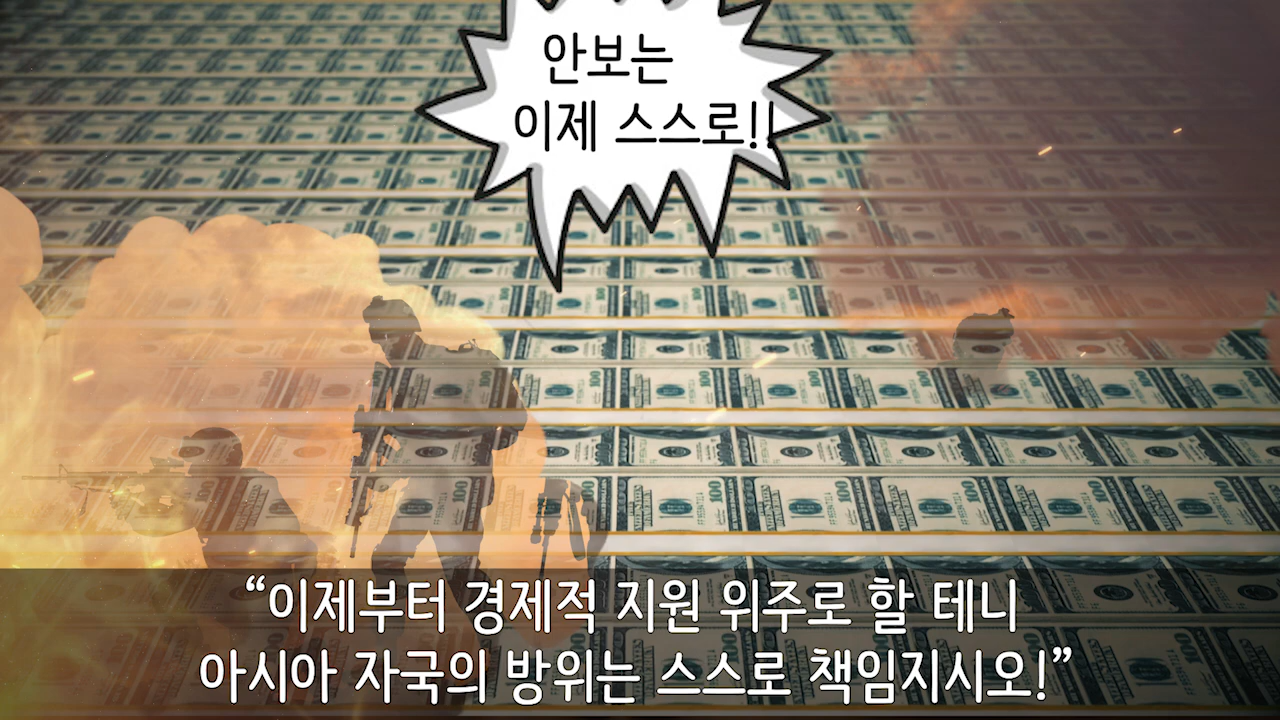 안보는
이제 스스로!!
“이제부터 경제적 지원 위주로 할 테니
아시아 자국의 방위는 스스로 책임지시오!”